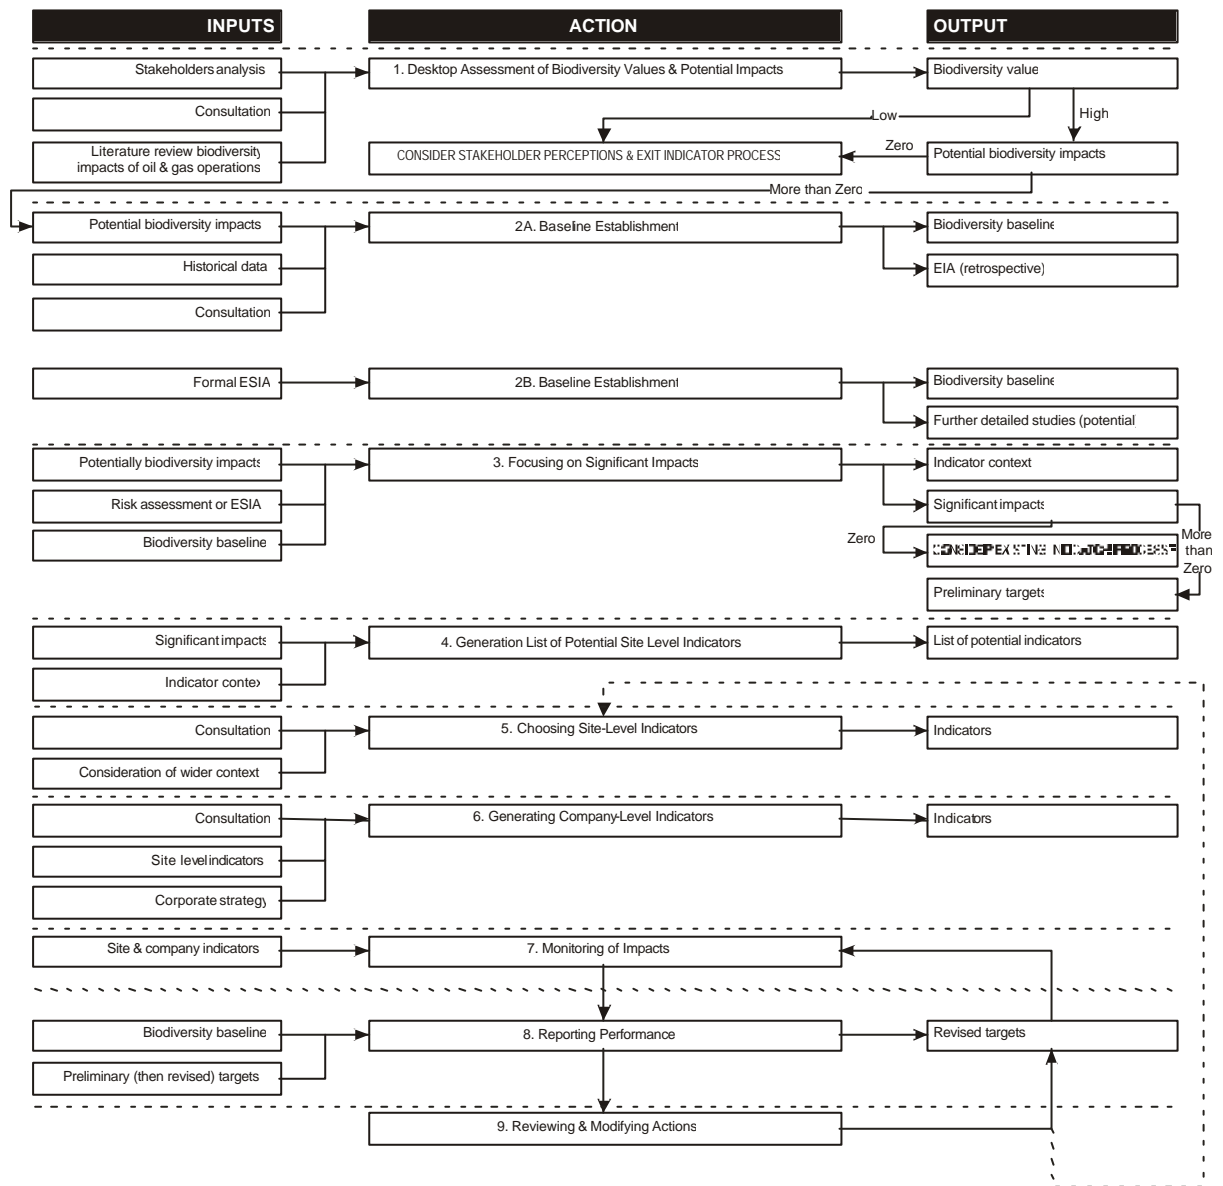 INPUTS
ACTION
OUTPUT
Stakeholders analysis
1. Desktop Assessment of Biodiversity Values & Potential Impacts
Biodiversity value
Consultation
Low
High
Literature review biodiversity
impacts of oil & gas operations
CONSIDER STAKEHOLDER PERCEPTIONS & EXIT INDICATOR PROCESS
Zero
Potential biodiversity impacts
More than Zero
Potential biodiversity impacts
2A. Baseline Establishment
Biodiversity baseline
Historical data
EIA (retrospective)
Consultation
Formal ESIA
2B. Baseline Establishment
Biodiversity baseline
Further detailed studies (potential)
Potentially biodiversity impacts
3. Focusing on Significant Impacts
Indicator context
Risk assessment or ESIA
Significant impacts
Biodiversity baseline
Zero
More
than
Zero
Preliminary targets
Significant impacts
4. Generation List of Potential Site Level Indicators
List of potential indicators
Indicator contex
Consultation
5. Choosing Site-Level Indicators
Indicators
Consideration of wider context
Consultation
6. Generating Company-Level Indicators
Indicators
Site level indicators
Corporate strategy
Site & company indicators
7. Monitoring of Impacts
Biodiversity baseline
8. Reporting Performance
Revised targets
Preliminary (then revised) targets
9. Reviewing & Modifying Actions